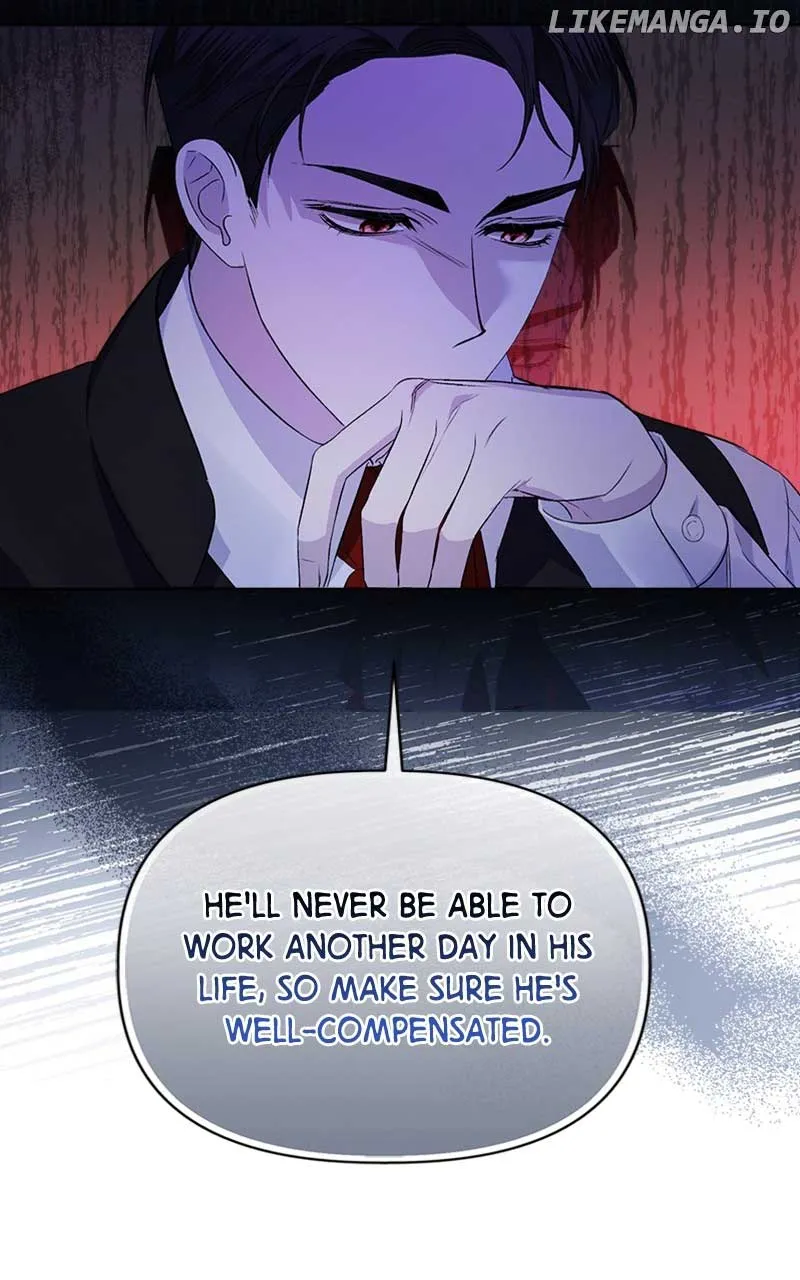 LIKEMANGA.IO
HE'LL NEVER BE ABLE TO
WORK ANOTHER DAY IN HIS
LIFE, SO MAKE SURE HE'S
WELL-COMPENSATED.